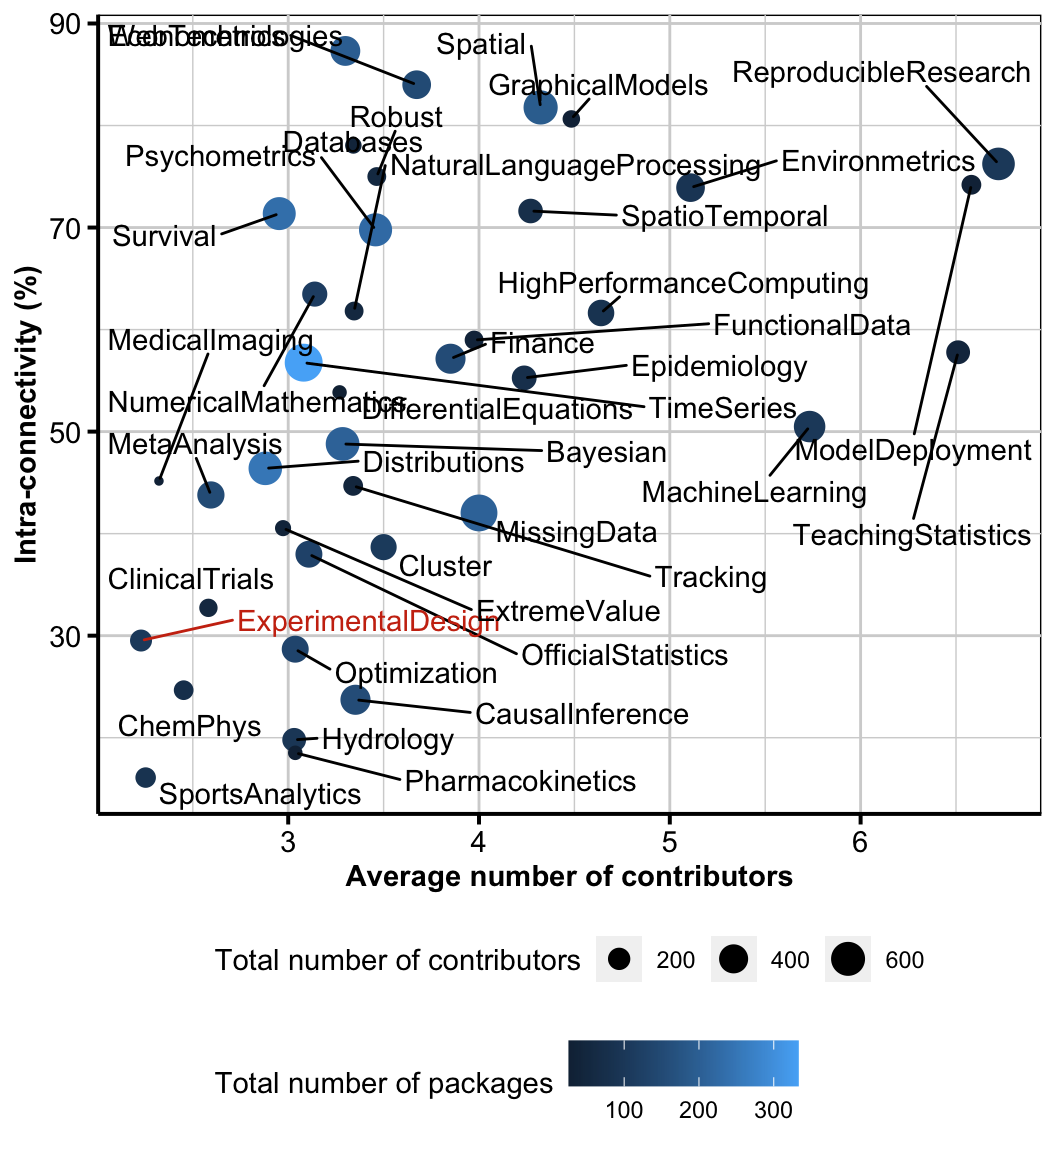 90
WebTechnologies
Econometrics
Spatial
ReproducibleResearch
GraphicalModels
Robust
Databases
Psychometrics
NaturalLanguageProcessing
Environmetrics
70
SpatioTemporal
Survival
HighPerformanceComputing
FunctionalData
MedicalImaging
Finance
Epidemiology
NumericalMathematics
DifferentialEquations
TimeSeries
50
MetaAnalysis
Bayesian
ModelDeployment
Distributions
MachineLearning
MissingData
TeachingStatistics
Cluster
ClinicalTrials
Tracking
ExtremeValue
ExperimentalDesign
30
OfficialStatistics
Optimization
CausalInference
ChemPhys
Hydrology
Pharmacokinetics
SportsAnalytics
Intra-connectivity (%)
3 4 5 6
Average number of contributors
Total number of contributors 200 400 600
Total number of packages
100 200 300